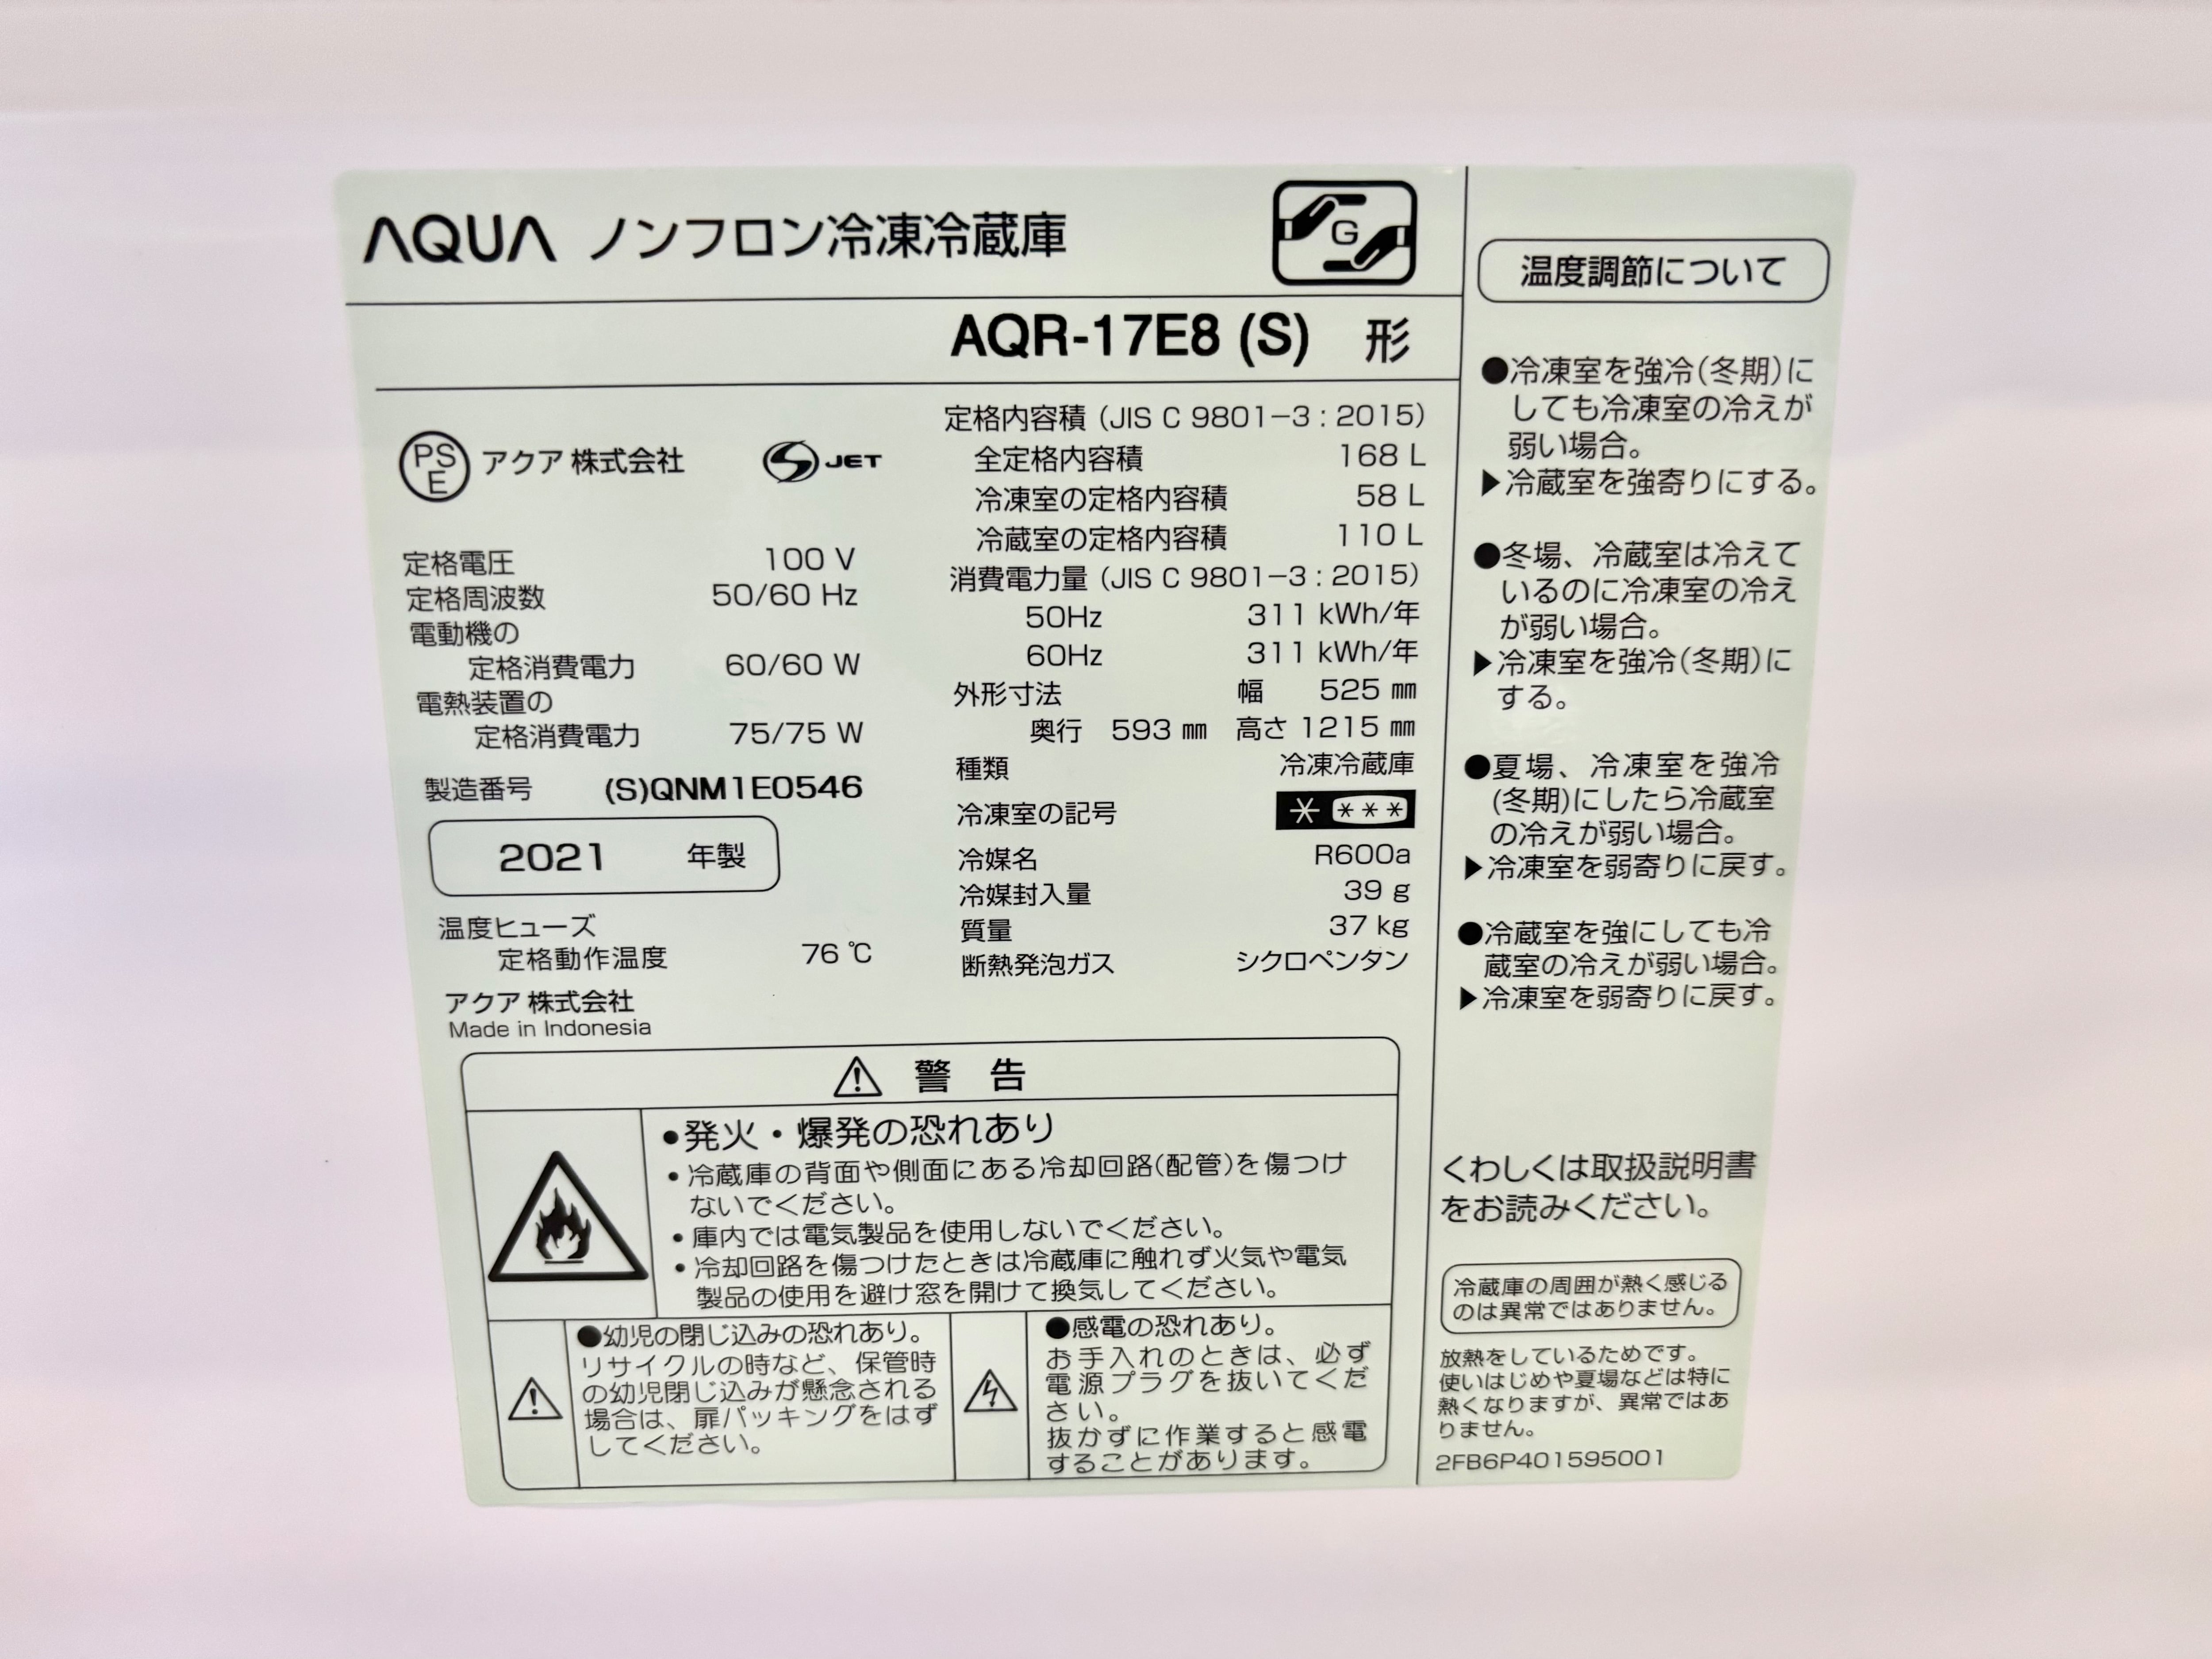 AQUA ノンフロン冷凍冷蔵庫
G
AQR-17E8 (S) 形
PS
E
アクア 株式会社
S JET
定格電圧 100 V
定格周波数 50/60 Hz
電動機の
定格消費電力 60/60 W
電熱装置の
定格消費電力 75/75 W
製造番号 (S)QNM1E0546
2021 年製
温度ヒューズ
定格動作温度 76 ℃
アクア 株式会社
Made in Indonesia
定格内容積 (JIS C 9801-3 : 2015)
全定格内容積 168 L
冷凍室の定格内容積 58 L
冷蔵室の定格内容積 110 L
消費電力量 (JIS C 9801-3 : 2015)
50Hz 311 kWh/年
60Hz 311 kWh/年
外形寸法 幅 525 ㎜
奥行 593 ㎜ 高さ 1215 ㎜
種類 冷凍冷蔵庫
冷凍室の記号 * ***
冷媒名 R600a
冷媒封入量 39 g
質量 37 kg
断熱発泡ガス シクロペンタン
警 告
●発火・爆発の恐れあり
・冷蔵庫の背面や側面にある冷却回路(配管)を傷つけ
ないでください。
・庫内では電気製品を使用しないでください。
・冷却回路を傷つけたときは冷蔵庫に触れず火気や電気
製品の使用を避け窓を開けて換気してください。
●幼児の閉じ込みの恐れあり。
リサイクルの時など、保管時
の幼児閉じ込みが懸念される
場合は、扉パッキングをはず
してください。
●感電の恐れあり。
お手入れのときは、必ず
電源プラグを抜いてくだ
さい。
抜かずに作業すると感電
することがあります。
温度調節について
●冷凍室を強冷(冬期)に
しても冷凍室の冷えが
弱い場合。
▶冷蔵室を強寄りにする。
●冬場、冷蔵室は冷えて
いるのに冷凍室の冷え
が弱い場合。
▶冷凍室を強冷(冬期)に
する。
●夏場、冷凍室を強冷
(冬期)にしたら冷蔵室
の冷えが弱い場合。
▶冷凍室を弱寄りに戻す。
●冷蔵室を強にしても冷
蔵室の冷えが弱い場合。
▶冷凍室を弱寄りに戻す。
くわしくは取扱説明書
をお読みください。
冷蔵庫の周囲が熱く感じる
のは異常ではありません。
放熱をしているためです。
使いはじめや夏場などは特に
熱くなりますが、異常ではあ
りません。
2FB6P401595001